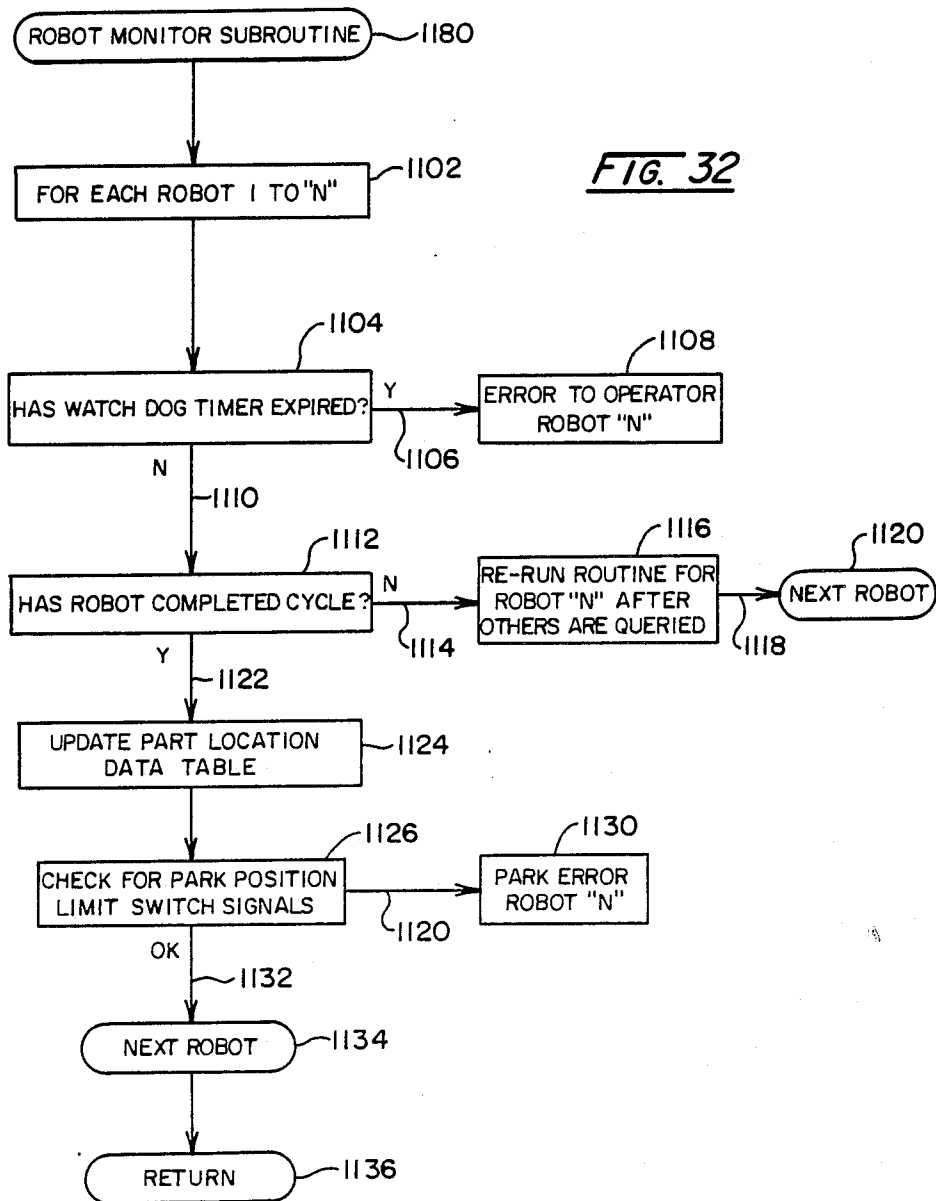 ROBOT MONITOR SUBROUTINE
1180
FOR EACH ROBOT 1 TO "N"
1102
FIG. 32
1104
HAS WATCH DOG TIMER EXPIRED?
Y
1106
1108
ERROR TO OPERATOR
ROBOT "N"
N
1110
1112
HAS ROBOT COMPLETED CYCLE?
N
1114
1116
RE-RUN ROUTINE FOR
ROBOT "N" AFTER
OTHERS ARE QUERIED
1118
1120
NEXT ROBOT
Y
1122
UPDATE PART LOCATION
DATA TABLE
1124
1126
CHECK FOR PARK POSITION
LIMIT SWITCH SIGNALS
1120
1130
PARK ERROR
ROBOT "N"
OK
1132
NEXT ROBOT
1134
RETURN
1136